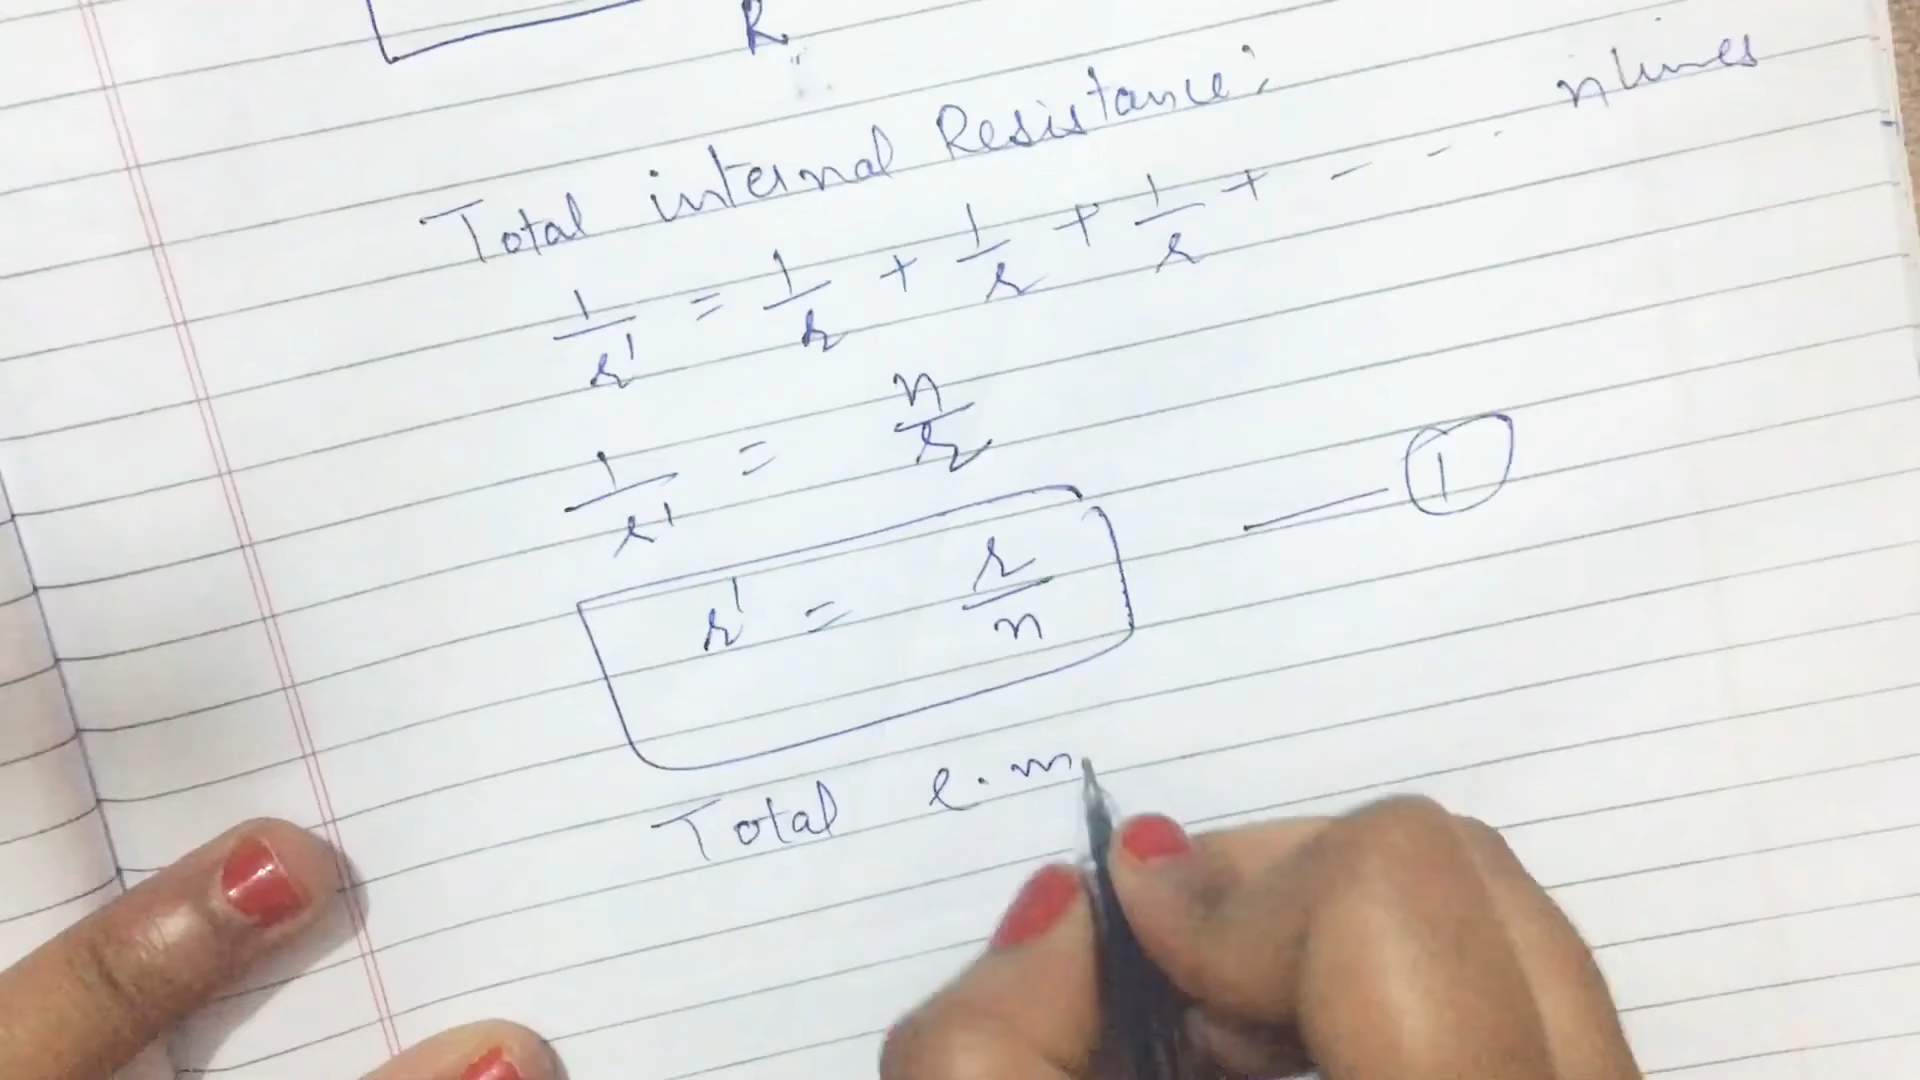 R
Total internal Resistance:
1/r' = 1/r + 1/r + 1/r + - - - n times
1/r' = n/r
r' = r/n — 1
Total e.m